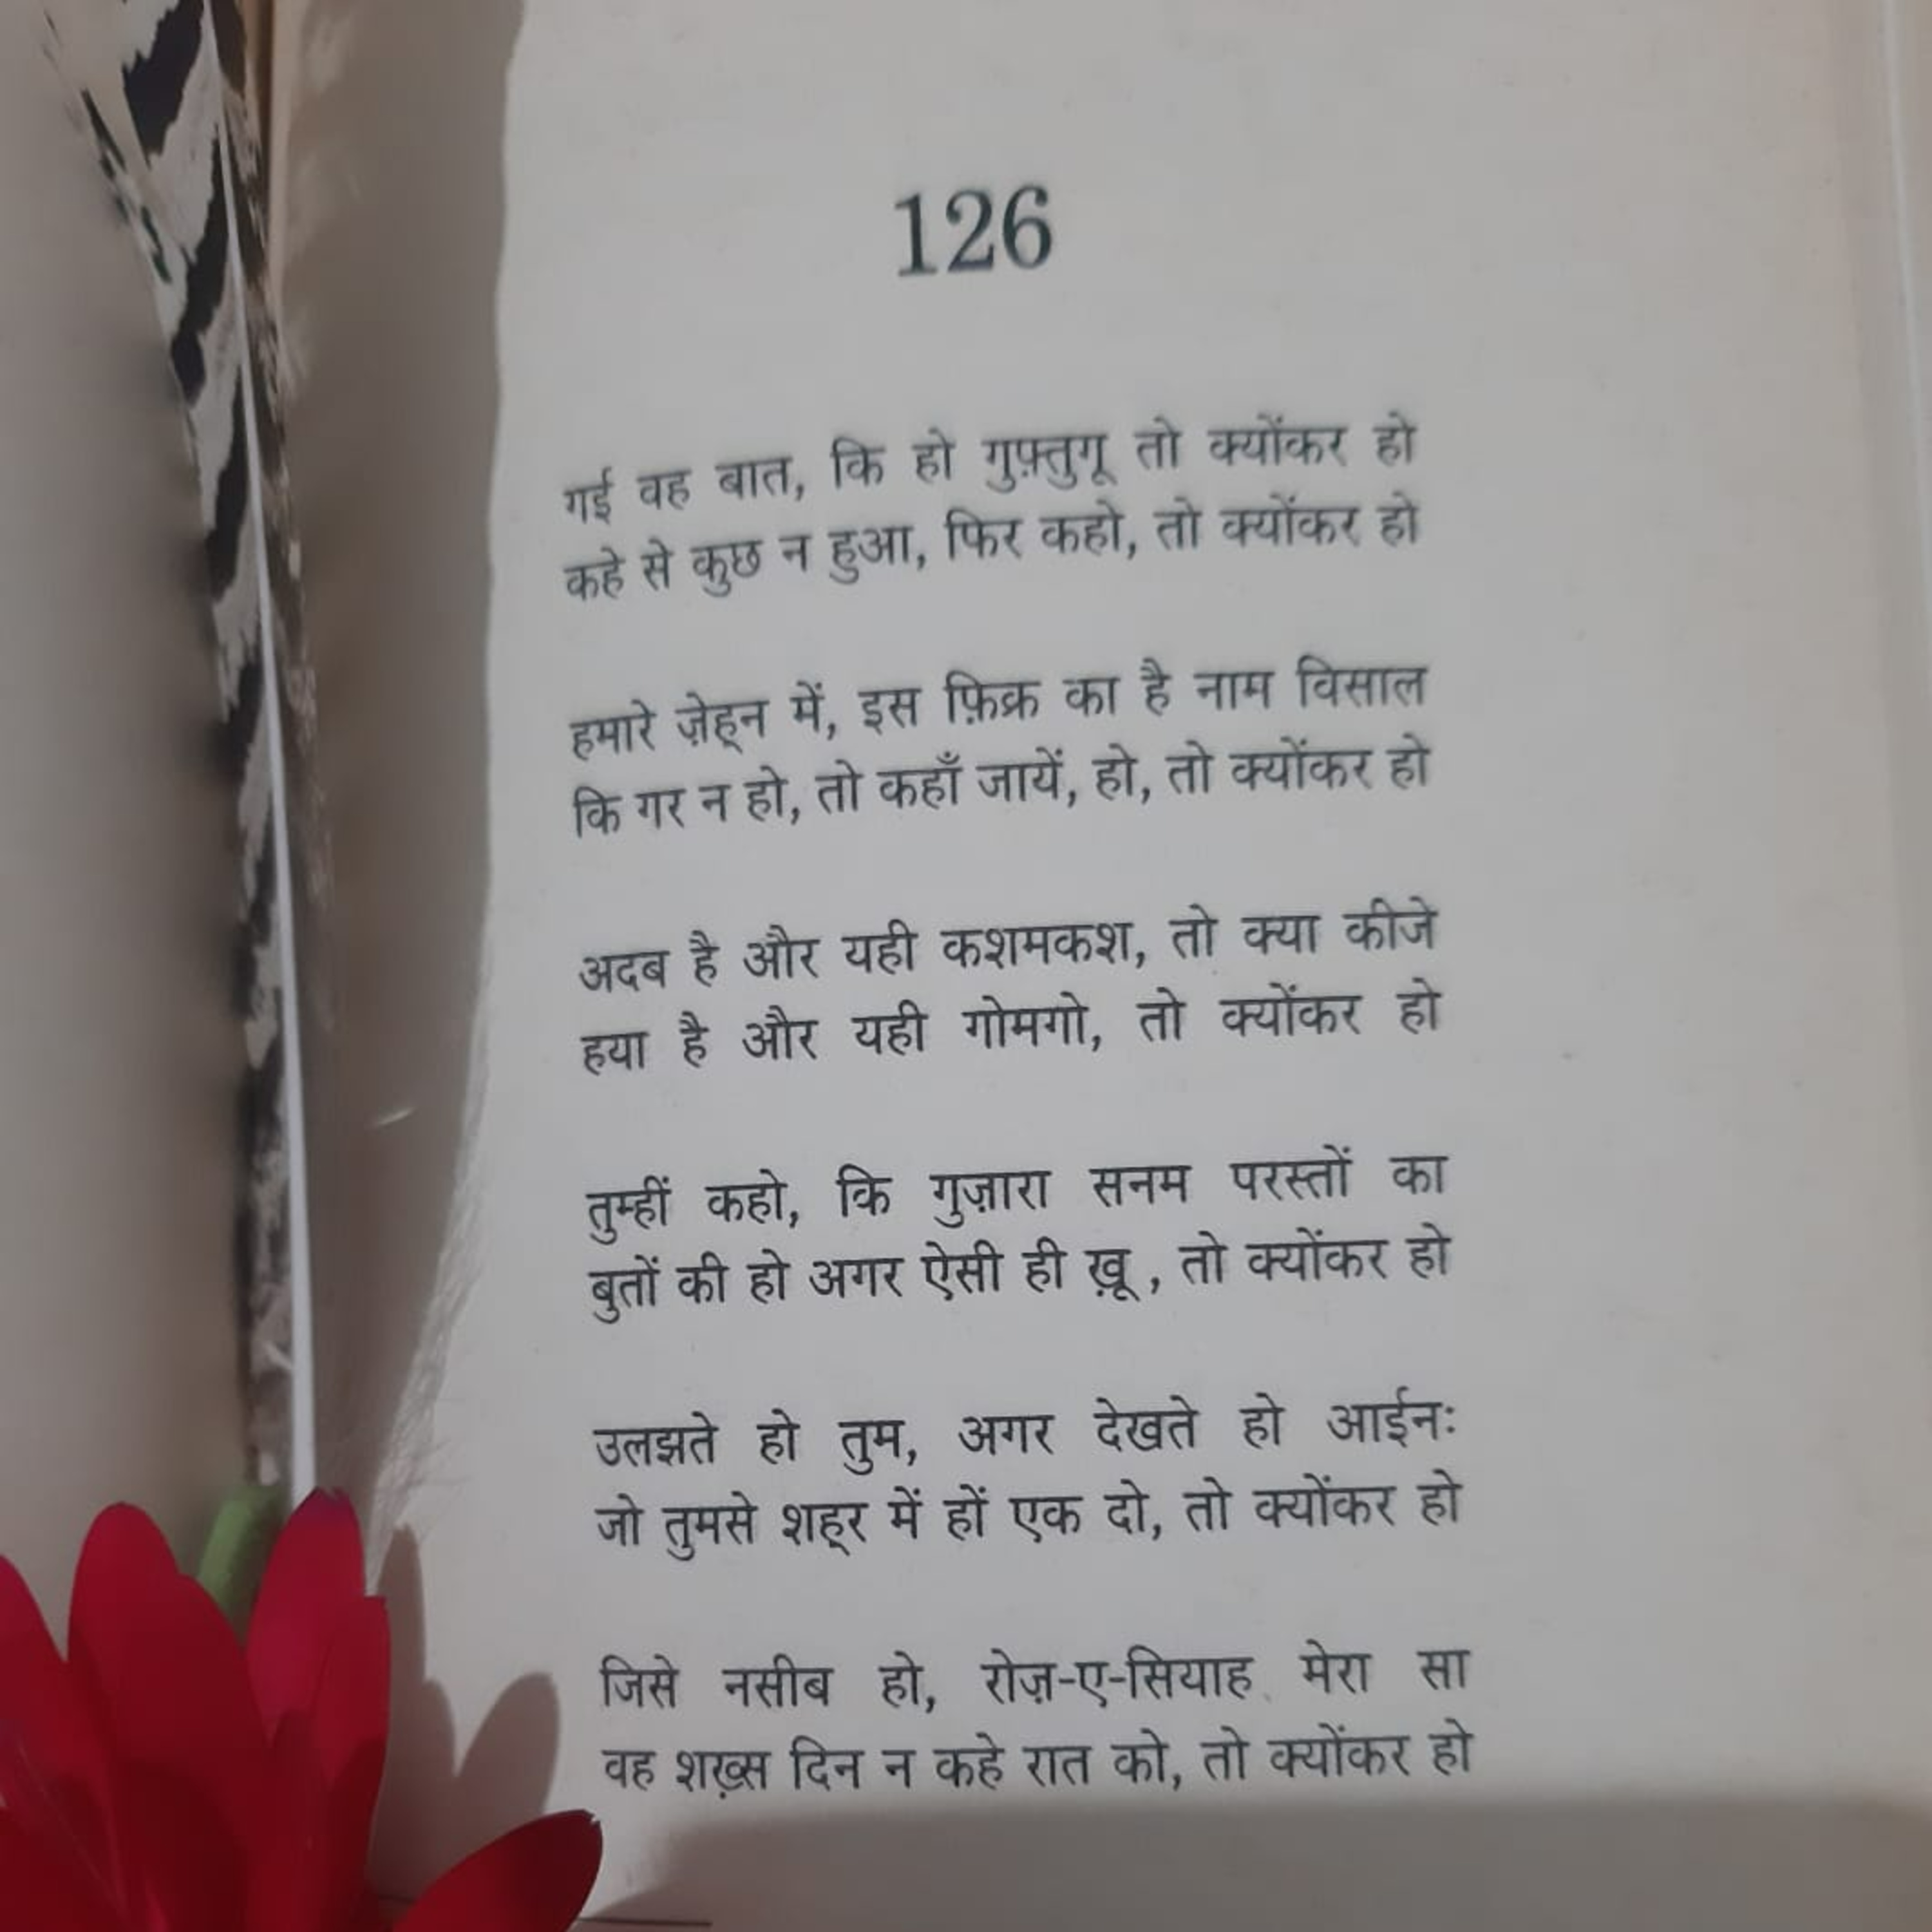 126
गई वह बात, कि हो गुफ़्तुगू तो क्योंकर हो
कहे से कुछ न हुआ, फिर कहो, तो क्योंकर हो
हमारे ज़ेह्‌न में, इस फ़िक्र का है नाम विसाल
कि गर न हो, तो कहाँ जायें, हो, तो क्योंकर हो
अदब है और यही कशमकश, तो क्या कीजे
हया है और यही गोमगो, तो क्योंकर हो
तुम्हीं कहो, कि गुज़ारा सनम परस्तों का
बुतों की हो अगर ऐसी ही ख़ू , तो क्योंकर हो
उलझते हो तुम, अगर देखते हो आईनः
जो तुमसे शह्‌र में हों एक दो, तो क्योंकर हो
जिसे नसीब हो, रोज़-ए-सियाह मेरा सा
वह शख़्स दिन न कहे रात को, तो क्योंकर हो